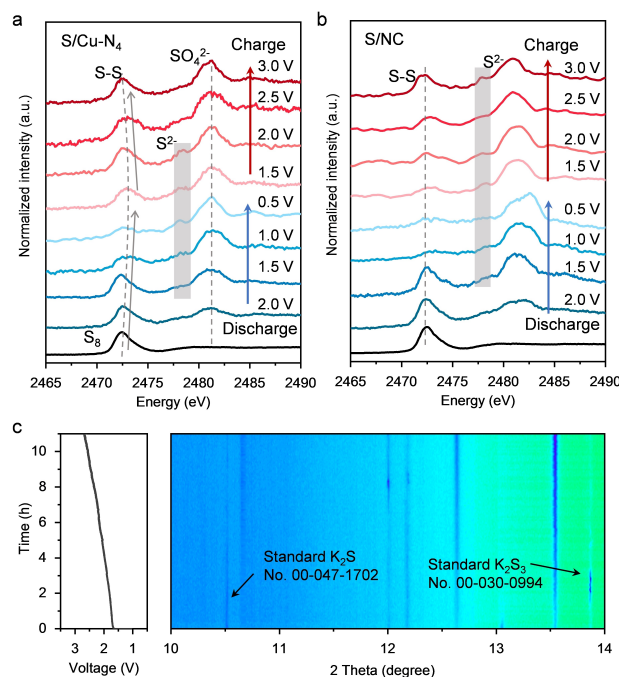 a
S/Cu-N₄
SO₄²⁻
Charge
S-S
3.0 V
2.5 V
2.0 V
S²⁻
1.5 V
0.5 V
1.0 V
1.5 V
2.0 V
S₈
Discharge
Normalized intensity (a.u.)
2465 2470 2475 2480 2485 2490
Energy (eV)
b
S/NC
S²⁻
Charge
S-S
3.0 V
2.5 V
2.0 V
1.5 V
0.5 V
1.0 V
1.5 V
2.0 V
Discharge
Normalized intensity (a.u.)
2465 2470 2475 2480 2485 2490
Energy (eV)
c
10
8
6
4
2
0
Time (h)
3 2 1
Voltage (V)
Standard K₂S
No. 00-047-1702
Standard K₂S₃
No. 00-030-0994
10 11 12 13 14
2 Theta (degree)